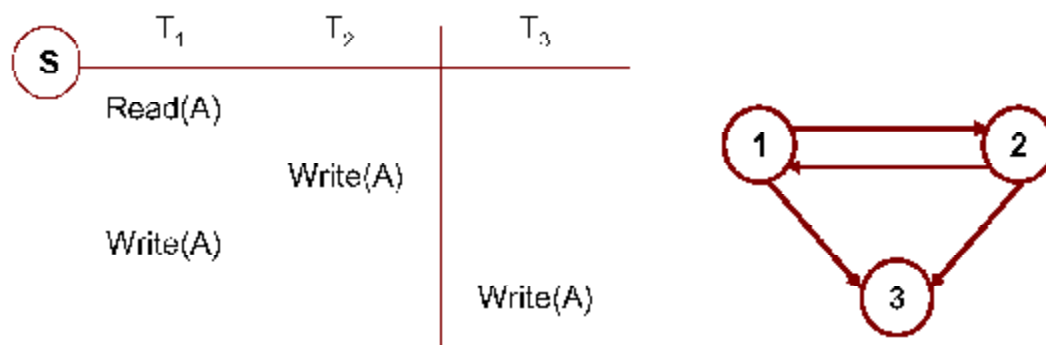 S T₁ T₂ T₃
Read(A)
Write(A)
Write(A)
Write(A)
1 2
3